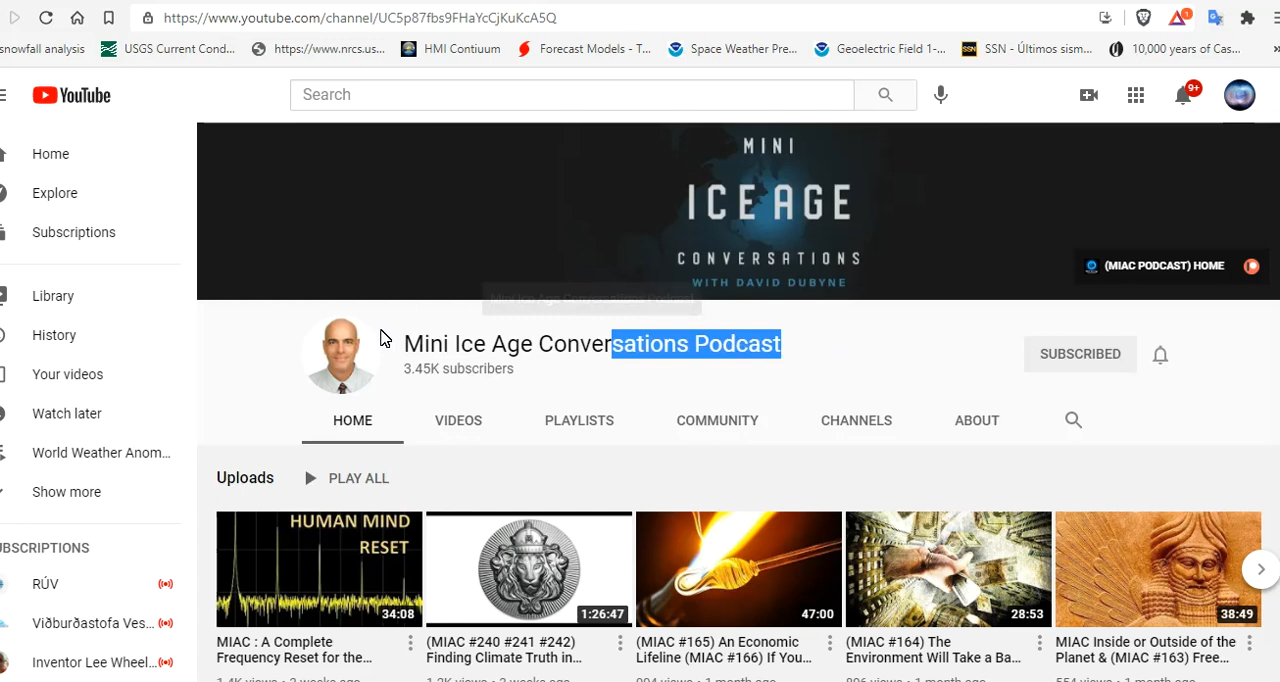 https://www.youtube.com/channel/UC5p87fbs9FHaYcCjKuKcA5Q
1
snowfall analysis
USGS Current Cond...
https://www.nrcs.us...
HMI Contiuum
Forecast Models - T...
Space Weather Pre...
Geoelectric Field 1-...
SSN
SSN - Últimos sism...
10,000 years of Cas...
»
YouTube
Search
9+
Home
Explore
Subscriptions
Library
History
Your videos
Watch later
World Weather Anom...
Show more
UBSCRIPTIONS
RÚV
Viðburðastofa Ves...
Inventor Lee Wheel...
MINI
ICE AGE
CONVERSATIONS
WITH DAVID DUBYNE
(MIAC PODCAST) HOME
Mini Ice Age Conversations Podcast
Mini Ice Age Conversations Podcast
3.45K subscribers
SUBSCRIBED
HOME
VIDEOS
PLAYLISTS
COMMUNITY
CHANNELS
ABOUT
Uploads
PLAY ALL
HUMAN MIND
RESET
34:08
MIAC : A Complete
Frequency Reset for the...
1:26:47
(MIAC #240 #241 #242)
Finding Climate Truth in...
47:00
(MIAC #165) An Economic
Lifeline (MIAC #166) If You...
28:53
(MIAC #164) The
Environment Will Take a Ba...
38:49
MIAC Inside or Outside of the
Planet & (MIAC #163) Free...